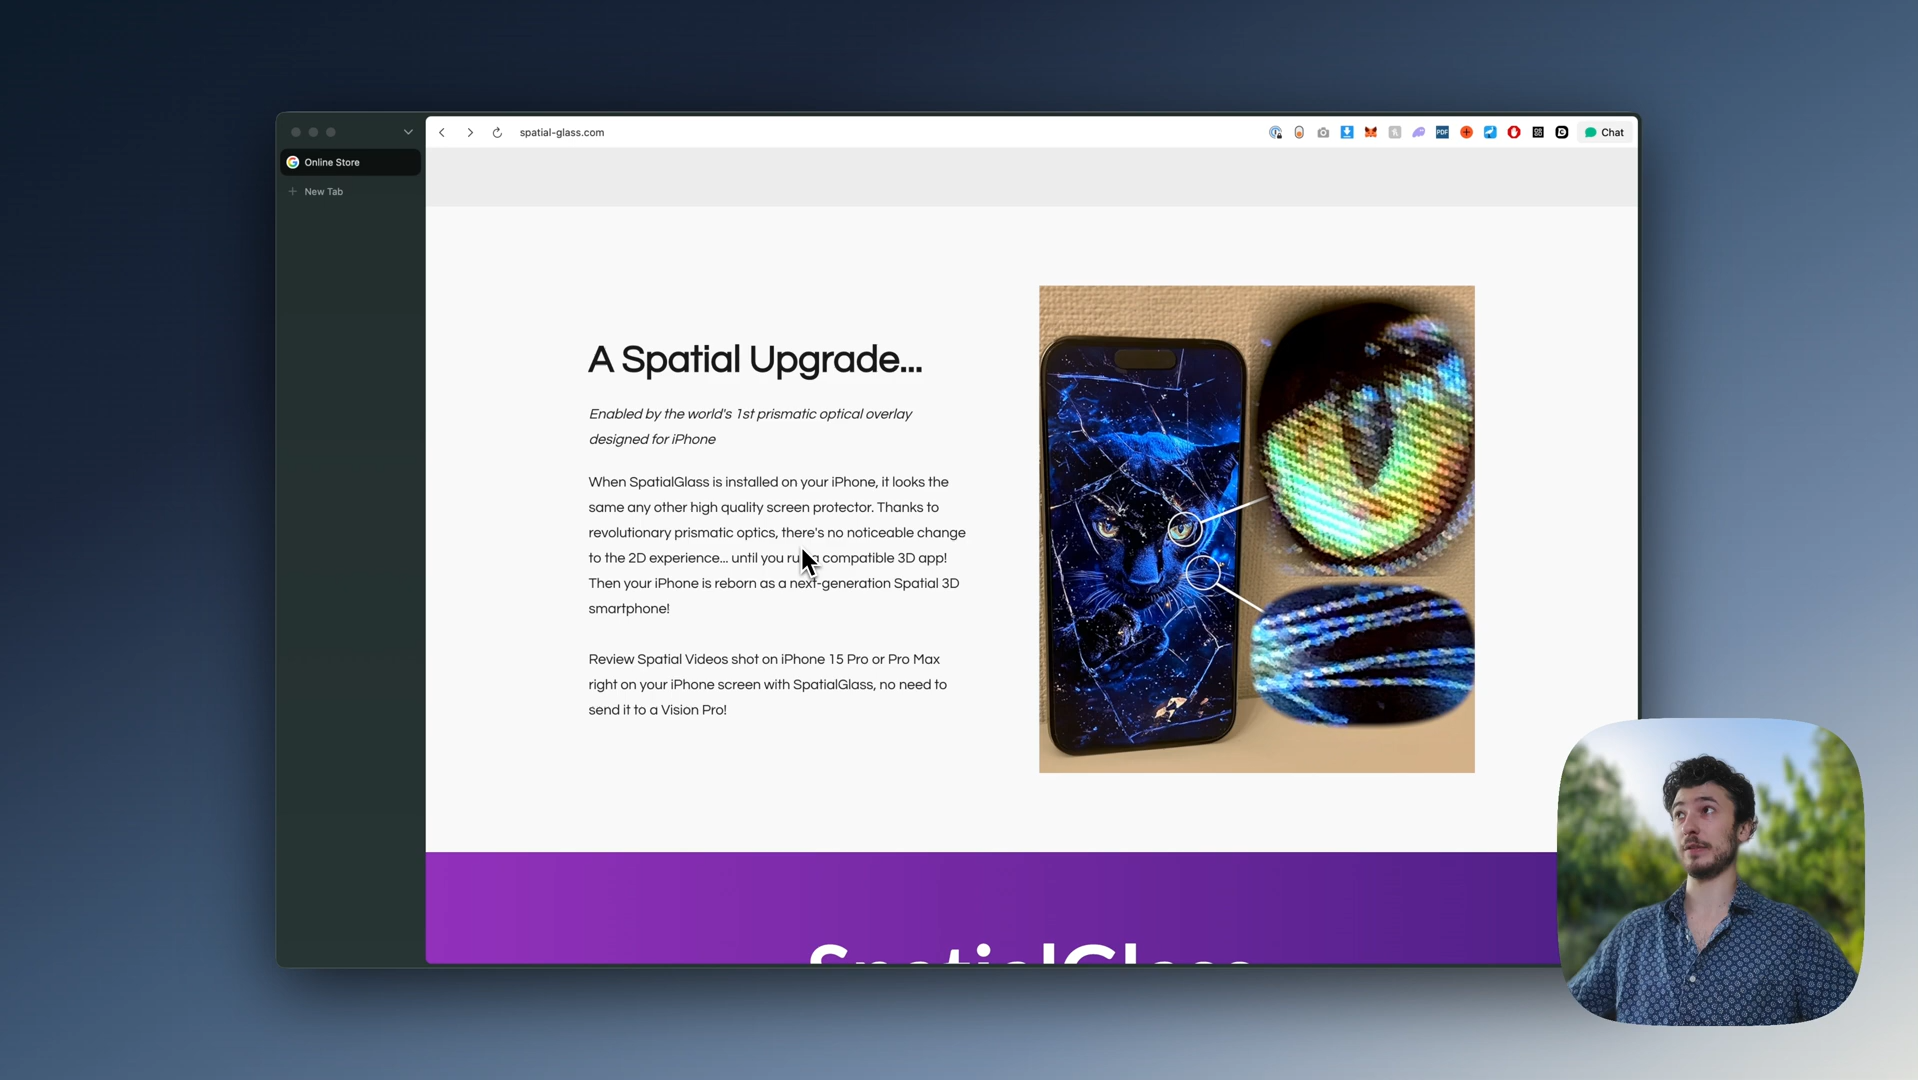 spatial-glass.com
PDF
Chat
Online Store
New Tab
A Spatial Upgrade...
Enabled by the world's 1st prismatic optical overlay
designed for iPhone
When SpatialGlass is installed on your iPhone, it looks the
same any other high quality screen protector. Thanks to
revolutionary prismatic optics, there's no noticeable change
to the 2D experience... until you compatible 3D app!
Then your iPhone is reborn as a next-generation Spatial 3D
smartphone!
Review Spatial Videos shot on iPhone 15 Pro or Pro Max
right on your iPhone screen with SpatialGlass, no need to
send it to a Vision Pro!
SpatialGlass